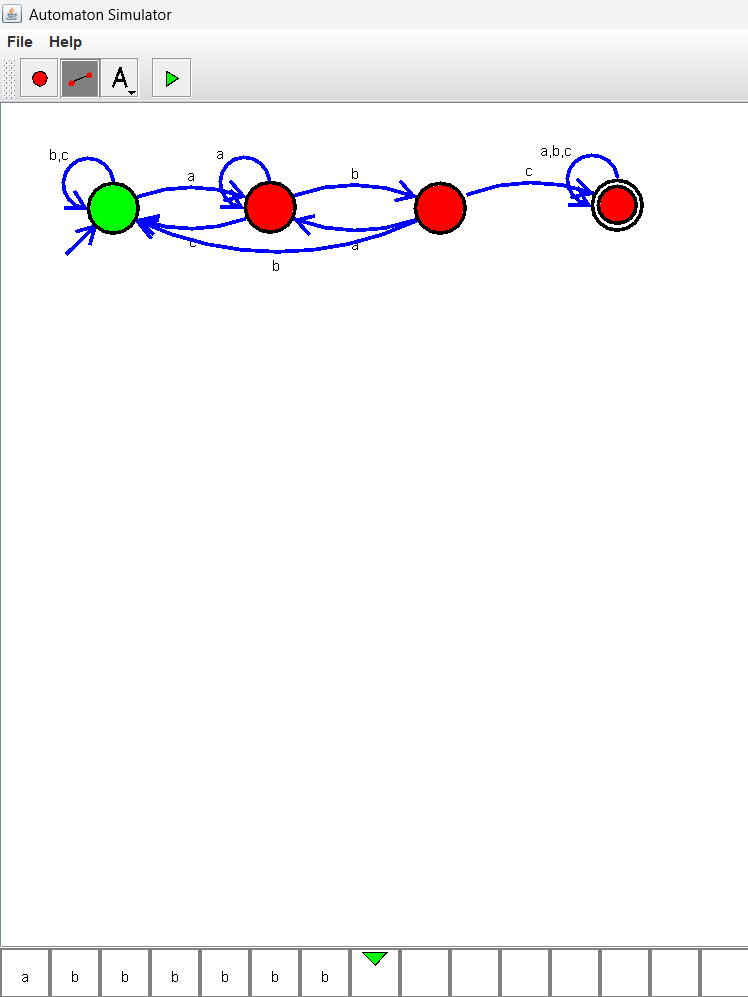 Automaton Simulator
File Help
A
b,c a a b c a,b,c
c a
b
a b b b b b b